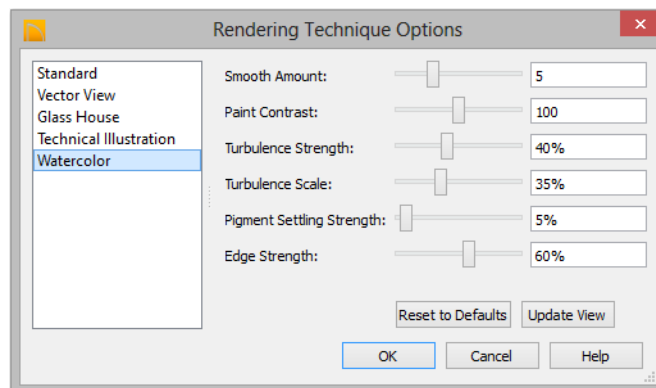 Rendering Technique Options
Standard
Vector View
Glass House
Technical Illustration
Watercolor
Smooth Amount: 5
Paint Contrast: 100
Turbulence Strength: 40%
Turbulence Scale: 35%
Pigment Settling Strength: 5%
Edge Strength: 60%
Reset to Defaults Update View
OK Cancel Help